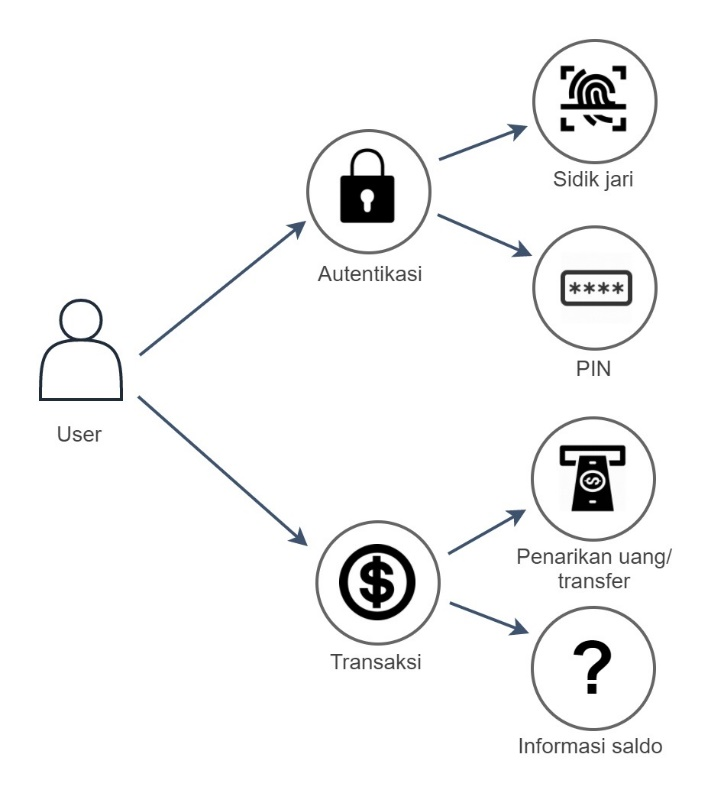 Sidik jari
Autentikasi
****
PIN
User
$
Penarikan uang/
transfer
$
Transaksi
?
Informasi saldo